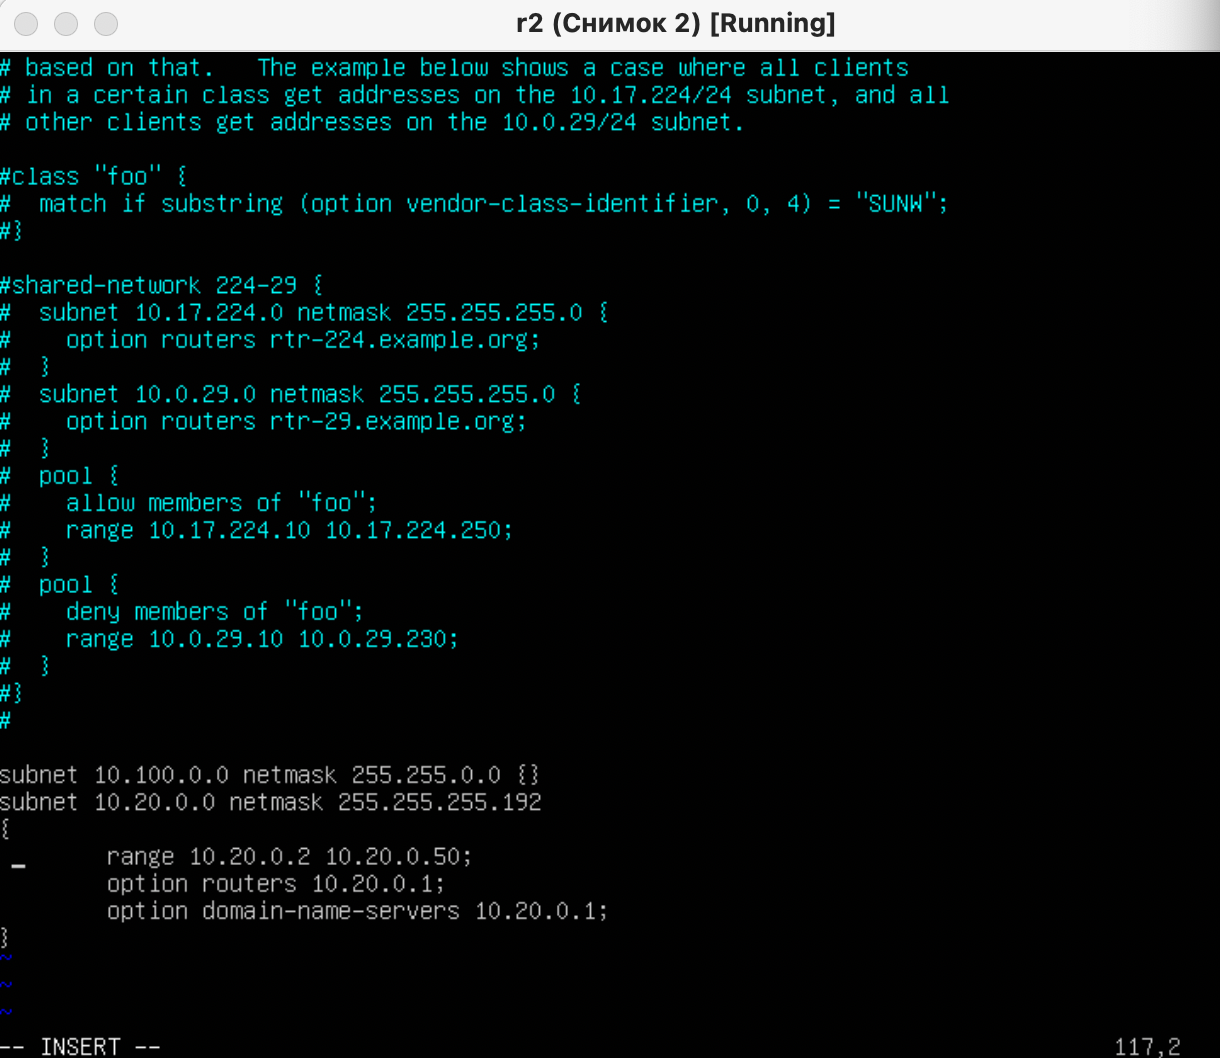 r2 (Снимок 2) [Running]
# based on that.   The example below shows a case where all clients
# in a certain class get addresses on the 10.17.224/24 subnet, and all
# other clients get addresses on the 10.0.29/24 subnet.

#class "foo" {
#  match if substring (option vendor-class-identifier, 0, 4) = "SUNW";
#}

#shared-network 224-29 {
#  subnet 10.17.224.0 netmask 255.255.255.0 {
#    option routers rtr-224.example.org;
#  }
#  subnet 10.0.29.0 netmask 255.255.255.0 {
#    option routers rtr-29.example.org;
#  }
#  pool {
#    allow members of "foo";
#    range 10.17.224.10 10.17.224.250;
#  }
#  pool {
#    deny members of "foo";
#    range 10.0.29.10 10.0.29.230;
#  }
#}
#

subnet 10.100.0.0 netmask 255.255.0.0 {}
subnet 10.20.0.0 netmask 255.255.255.192
{
        range 10.20.0.2 10.20.0.50;
        option routers 10.20.0.1;
        option domain-name-servers 10.20.0.1;
}
~
~
~
-- INSERT --                                                                      117,2